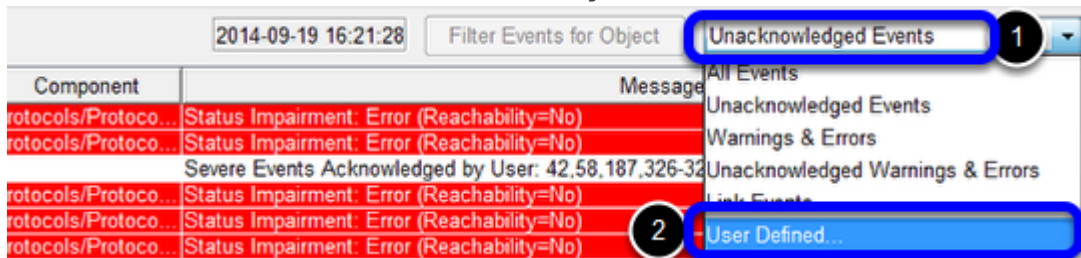 2014-09-19 16:21:28 Filter Events for Object Unacknowledged Events 1
Component Message All Events
rotocols/Protoco... Status Impairment: Error (Reachability=No) Unacknowledged Events
rotocols/Protoco... Status Impairment: Error (Reachability=No) Warnings & Errors
Severe Events Acknowledged by User: 42,58,187,326-32 Unacknowledged Warnings & Errors
rotocols/Protoco... Status Impairment: Error (Reachability=No) Link Events
rotocols/Protoco... Status Impairment: Error (Reachability=No) 2 User Defined...
rotocols/Protoco... Status Impairment: Error (Reachability=No)